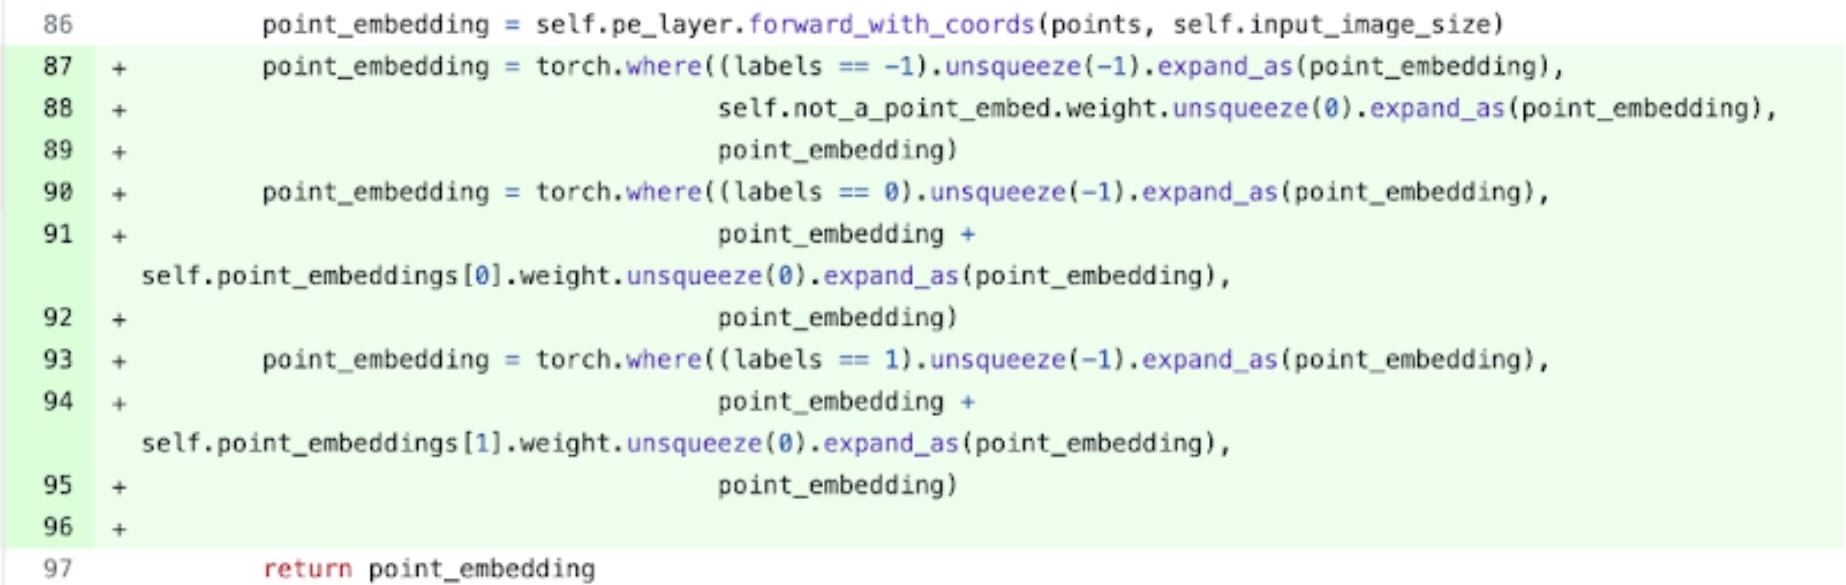 86 point_embedding = self.pe_layer.forward_with_coords(points, self.input_image_size)
87 + point_embedding = torch.where((labels == -1).unsqueeze(-1).expand_as(point_embedding),
88 + self.not_a_point_embed.weight.unsqueeze(0).expand_as(point_embedding),
89 + point_embedding)
90 + point_embedding = torch.where((labels == 0).unsqueeze(-1).expand_as(point_embedding),
91 + point_embedding +
self.point_embeddings[0].weight.unsqueeze(0).expand_as(point_embedding),
92 + point_embedding)
93 + point_embedding = torch.where((labels == 1).unsqueeze(-1).expand_as(point_embedding),
94 + point_embedding +
self.point_embeddings[1].weight.unsqueeze(0).expand_as(point_embedding),
95 + point_embedding)
96 +
97 return point_embedding